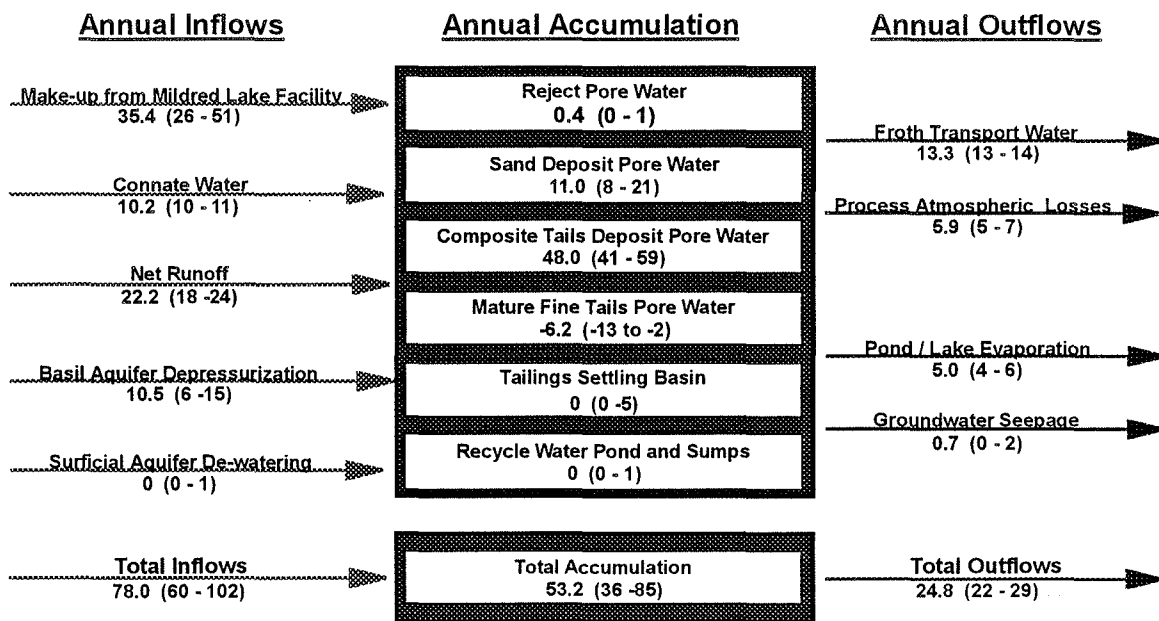 Annual Inflows
Make-up from Mildred Lake Facility
35.4 (26 - 51)
Connate Water
10.2 (10 - 11)
Net Runoff
22.2 (18 -24)
Basil Aquifer Depressurization
10.5 (6 -15)
Surficial Aquifer De-watering
0 (0 - 1)
Total Inflows
78.0 (60 - 102)
Annual Accumulation
Reject Pore Water
0.4 (0 - 1)
Sand Deposit Pore Water
11.0 (8 - 21)
Composite Tails Deposit Pore Water
48.0 (41 - 59)
Mature Fine Tails Pore Water
-6.2 (-13 to -2)
Tailings Settling Basin
0 (0 -5)
Recycle Water Pond and Sumps
0 (0 - 1)
Total Accumulation
53.2 (36 -85)
Annual Outflows
Froth Transport Water
13.3 (13 - 14)
Process Atmospheric Losses
5.9 (5 - 7)
Pond / Lake Evaporation
5.0 (4 - 6)
Groundwater Seepage
0.7 (0 - 2)
Total Outflows
24.8 (22 - 29)